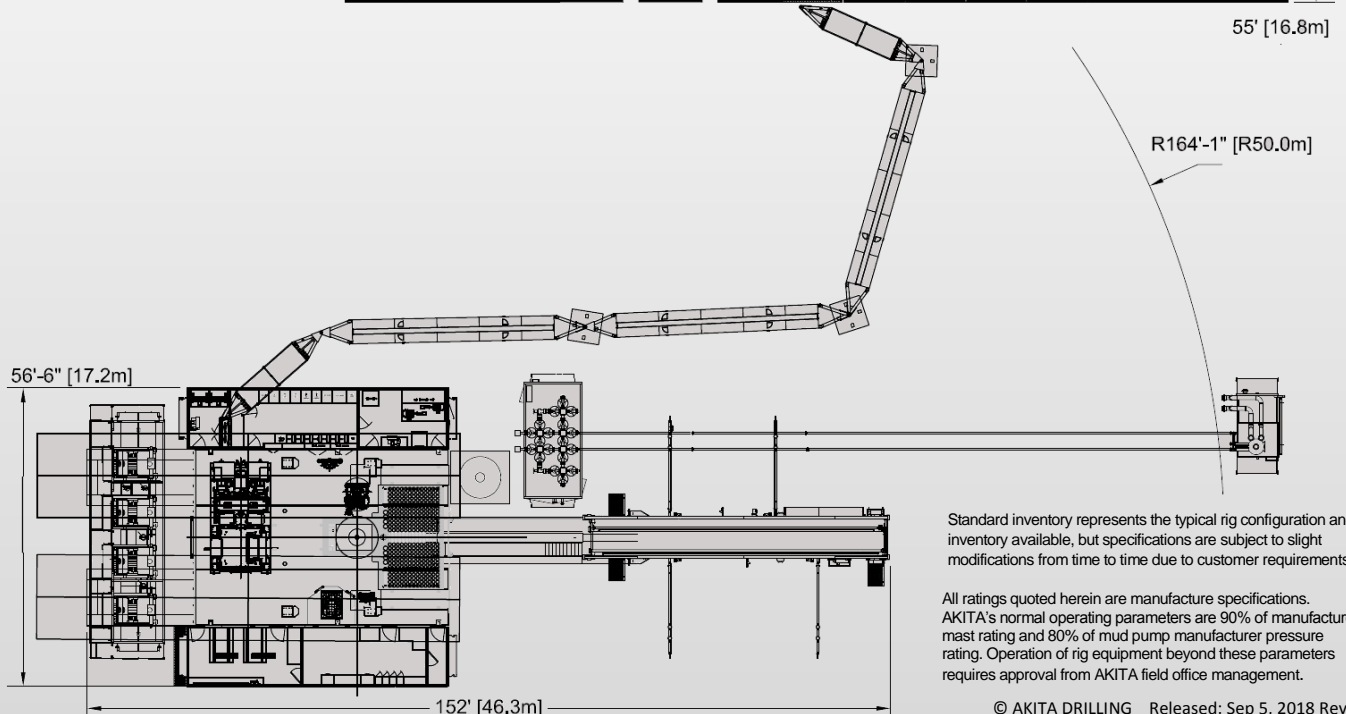 55' [16.8m]
R164'-1" [R50.0m]
56'-6" [17.2m]
Standard inventory represents the typical rig configuration an
inventory available, but specifications are subject to slight
modifications from time to time due to customer requirements
All ratings quoted herein are manufacture specifications.
AKITA's normal operating parameters are 90% of manufactur
mast rating and 80% of mud pump manufacturer pressure
rating. Operation of rig equipment beyond these parameters
requires approval from AKITA field office management.
152' [46.3m]
© AKITA DRILLING Released: Sep 5, 2018 Rev